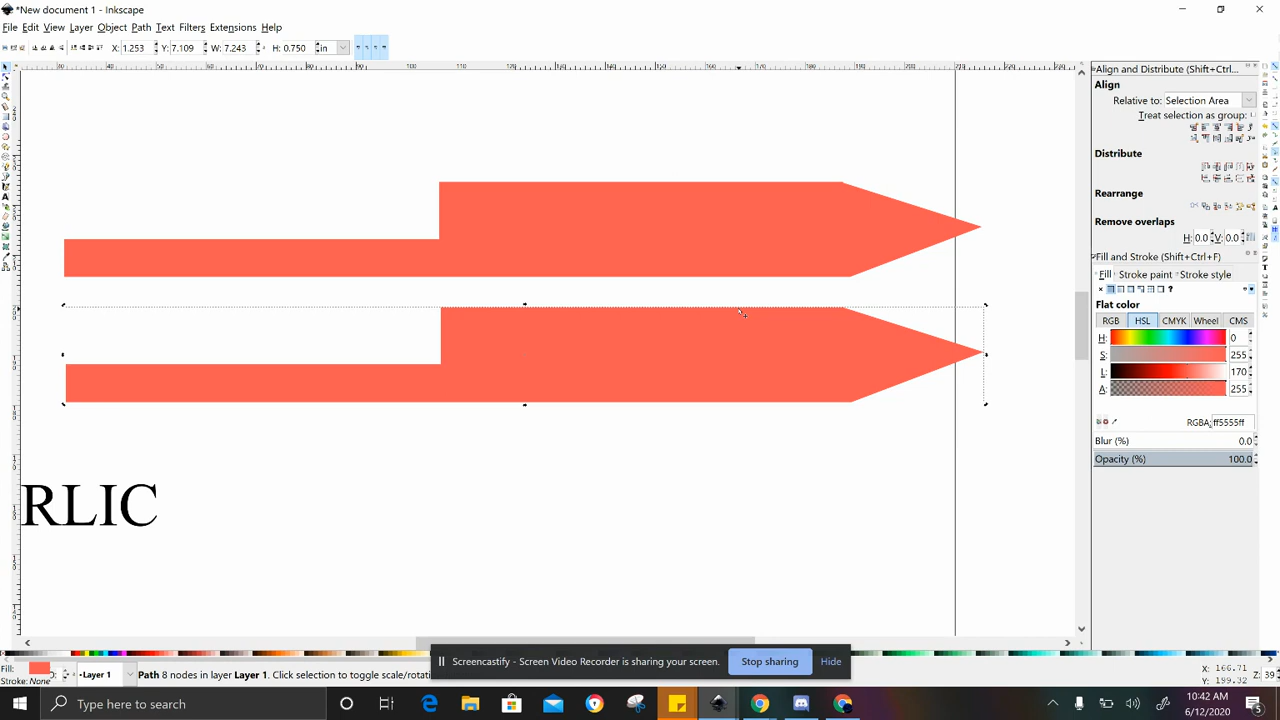 *New document 1 - Inkscape
File Edit View Layer Object Path Text Filters Extensions Help
X: 1.253 Y: 7.109 W: 7.243 H: 0.750 in
Align and Distribute (Shift+Ctrl...
Align
Relative to: Selection Area
Treat selection as group:
Distribute
Rearrange
Remove overlaps
H: 0.0 V: 0.0
Fill and Stroke (Shift+Ctrl+F)
Fill Stroke paint Stroke style
Flat color
RGB HSL CMYK Wheel CMS
H: 0
S: 255
L: 170
A: 255
RGBA: ff5555ff
Blur (%) 0.0
Opacity (%) 100.0
RLIC
Screencastify - Screen Video Recorder is sharing your screen. Stop sharing Hide
Fill:
Stroke: None
O:
Layer 1
Path 8 nodes in layer Layer 1. Click selection to toggle scale/rotati
X: 166.71
Y: 199.32
Z: 39
Type here to search
10:42 AM
6/12/2020